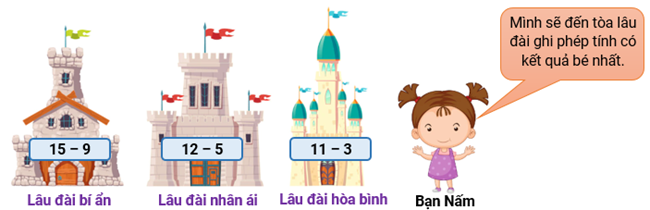 Mình sẽ đến tòa lâu
đài ghi phép tính có
kết quả bé nhất.
15 – 9
12 – 5
11 – 3
Lâu đài bí ẩn
Lâu đài nhân ái
Lâu đài hòa bình
Bạn Nấm